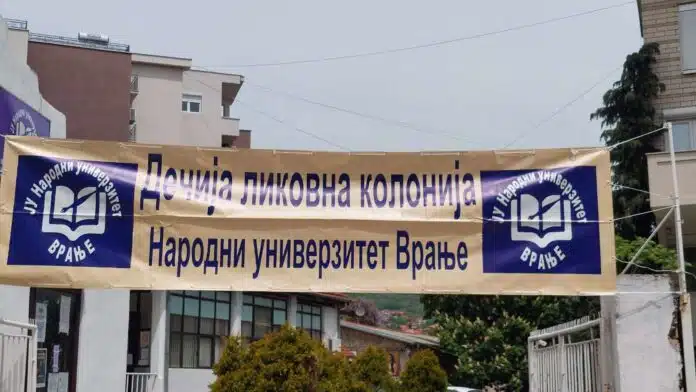 ЈУ Народни универзитет
ВРАЊЕ
Дечија ликовна колонија
Народни универзитет Врање
ЈУ Народни универзитет
ВРАЊЕ